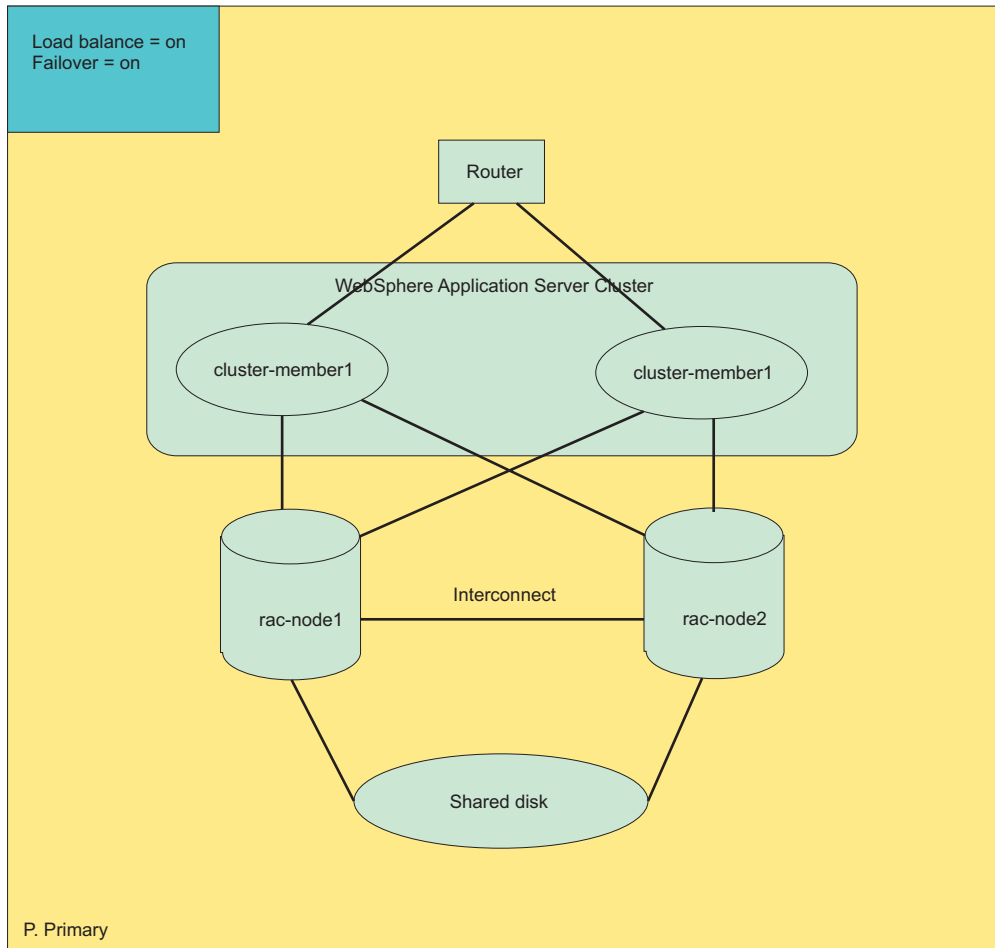 Load balance = on
Failover = on
Router
WebSphere Application Server Cluster
cluster-member1
cluster-member1
Interconnect
rac-node1
rac-node2
Shared disk
P. Primary